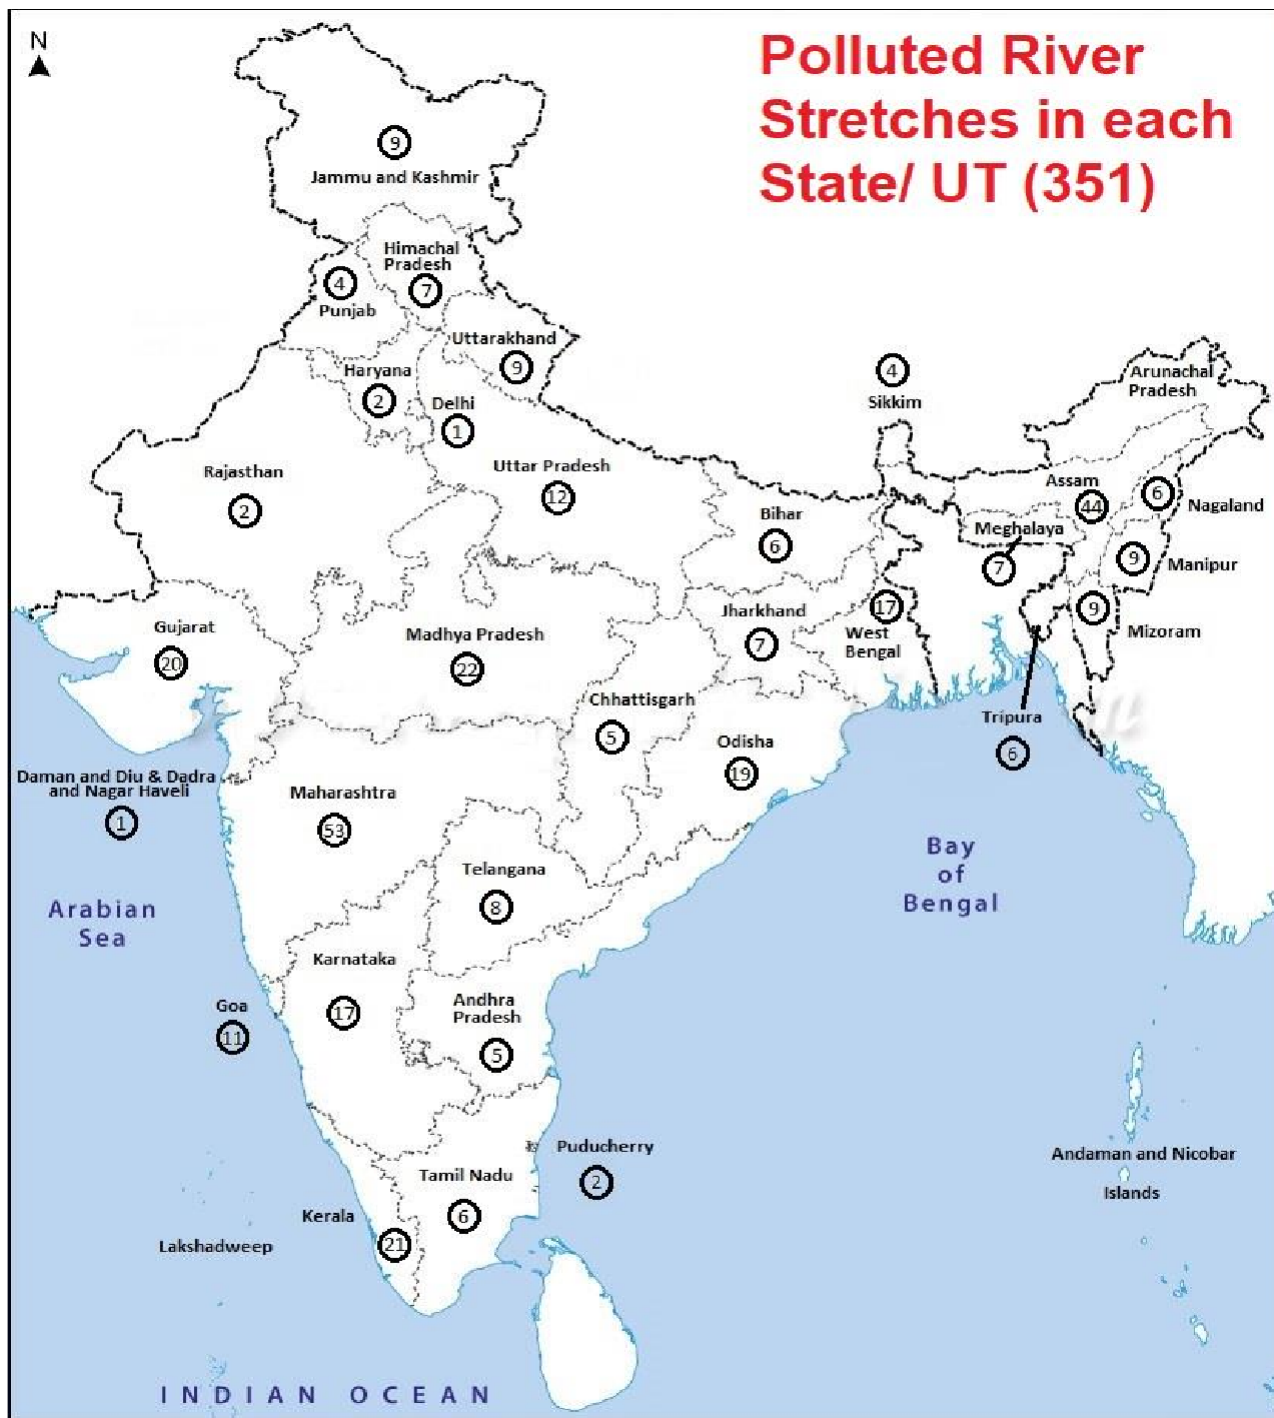 N
Polluted River
Stretches in each
State/ UT (351)
9
Jammu and Kashmir
Himachal
Pradesh
7
4
Punjab
Uttarakhand
9
Haryana
2
Delhi
1
4
Sikkim
Arunachal
Pradesh
Rajasthan
2
Uttar Pradesh
12
Bihar
6
Assam
44
6
Nagaland
Meghalaya
7
9
Manipur
9
Mizoram
Gujarat
20
Madhya Pradesh
22
Jharkhand
7
17
West
Bengal
Chhattisgarh
5
Odisha
19
Tripura
6
Daman and Diu & Dadra
and Nagar Haveli
1
Maharashtra
53
Telangana
8
Bay
of
Bengal
Arabian
Sea
Karnataka
17
Goa
11
Andhra
Pradesh
5
Puducherry
2
Tamil Nadu
6
Kerala
21
Lakshadweep
Andaman and Nicobar
Islands
INDIAN OCEAN